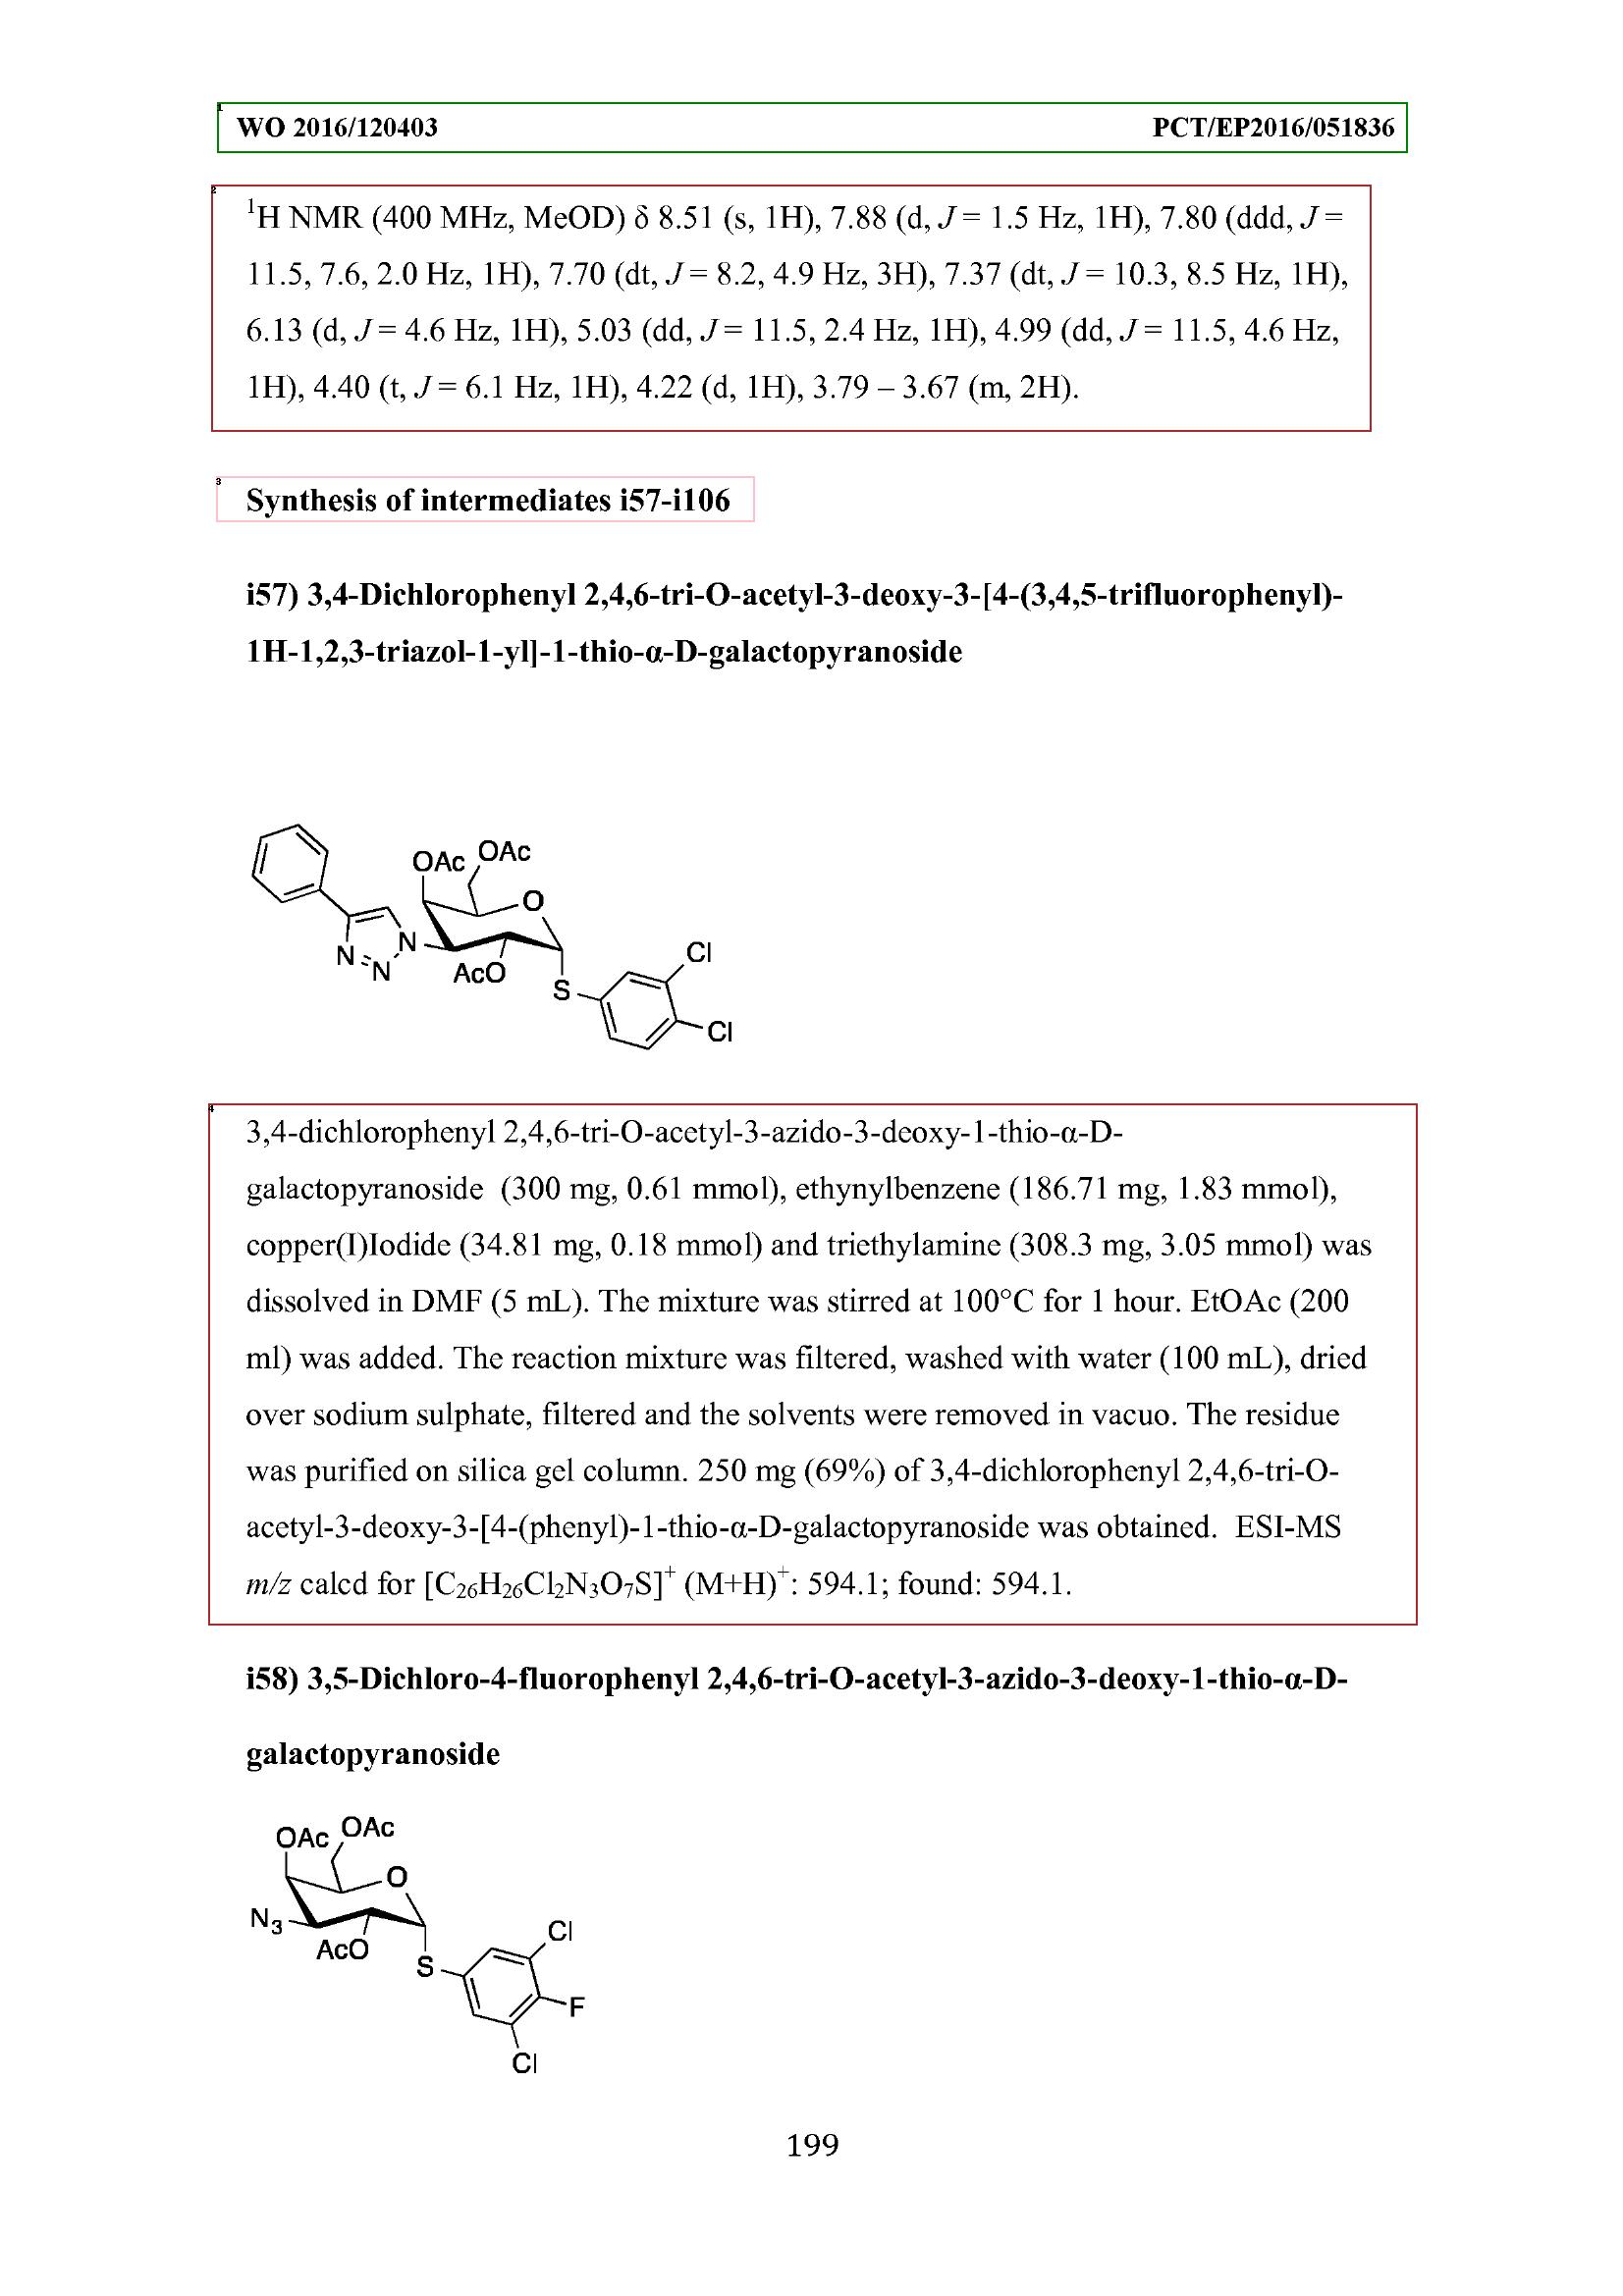 WO 2016/120403 PCT/EP2016/051836
1
2
¹H NMR (400 MHz, MeOD) δ 8.51 (s, 1H), 7.88 (d, J = 1.5 Hz, 1H), 7.80 (ddd, J =
11.5, 7.6, 2.0 Hz, 1H), 7.70 (dt, J = 8.2, 4.9 Hz, 3H), 7.37 (dt, J = 10.3, 8.5 Hz, 1H),
6.13 (d, J = 4.6 Hz, 1H), 5.03 (dd, J = 11.5, 2.4 Hz, 1H), 4.99 (dd, J = 11.5, 4.6 Hz,
1H), 4.40 (t, J = 6.1 Hz, 1H), 4.22 (d, 1H), 3.79 – 3.67 (m, 2H).
3
Synthesis of intermediates i57-i106
i57) 3,4-Dichlorophenyl 2,4,6-tri-O-acetyl-3-deoxy-3-[4-(3,4,5-trifluorophenyl)-
1H-1,2,3-triazol-1-yl]-1-thio-α-D-galactopyranoside
OAc OAc
O
N
N N
AcO
S
Cl
Cl
4
3,4-dichlorophenyl 2,4,6-tri-O-acetyl-3-azido-3-deoxy-1-thio-α-D-
galactopyranoside (300 mg, 0.61 mmol), ethynylbenzene (186.71 mg, 1.83 mmol),
copper(I)Iodide (34.81 mg, 0.18 mmol) and triethylamine (308.3 mg, 3.05 mmol) was
dissolved in DMF (5 mL). The mixture was stirred at 100°C for 1 hour. EtOAc (200
ml) was added. The reaction mixture was filtered, washed with water (100 mL), dried
over sodium sulphate, filtered and the solvents were removed in vacuo. The residue
was purified on silica gel column. 250 mg (69%) of 3,4-dichlorophenyl 2,4,6-tri-O-
acetyl-3-deoxy-3-[4-(phenyl)-1-thio-α-D-galactopyranoside was obtained. ESI-MS
m/z calcd for [C₂₆H₂₆Cl₂N₃O₇S]⁺ (M+H)⁺: 594.1; found: 594.1.
i58) 3,5-Dichloro-4-fluorophenyl 2,4,6-tri-O-acetyl-3-azido-3-deoxy-1-thio-α-D-
galactopyranoside
OAc OAc
O
N₃
AcO
S
Cl
F
Cl
199